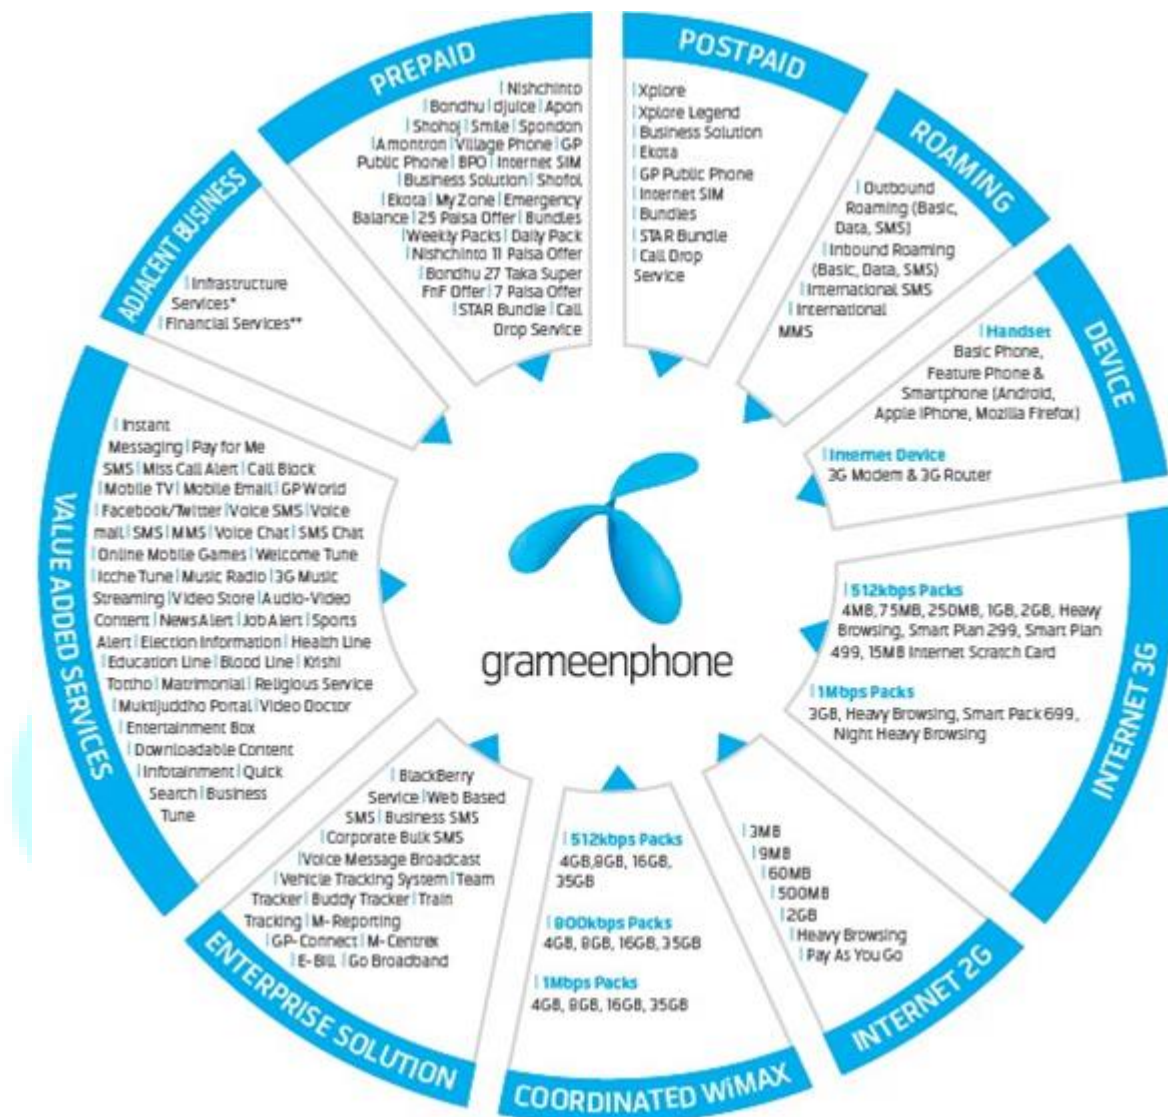 PREPAID
| Nishchinto
| Bondhu | djuice | Apon
| Shohoj | Smile | Spondon
| Amontron | Village Phone | GP
Public Phone | BPO | Internet SIM
| Business Solution | Shofol
| Ekota | My Zone | Emergency
Balance | 25 Paisa Offer | Bundles
| Weekly Packs | Daily Pack
| Nishchinto 11 Paisa Offer
| Bondhu 27 Taka Super
FnF Offer | 7 Paisa Offer
| STAR Bundle | Call
Drop Service
POSTPAID
| Xplore
| Xplore Legend
| Business Solution
| Ekota
| GP Public Phone
| Internet SIM
| Bundles
| STAR Bundle
| Call Drop
Service
ROAMING
| Outbound
Roaming (Basic,
Data, SMS)
| Inbound Roaming
(Basic, Data, SMS)
| International SMS
| International
MMS
DEVICE
| Handset
Basic Phone,
Feature Phone &
Smartphone (Android,
Apple iPhone, Mozilla Firefox)
| Internet Device
3G Modem & 3G Router
INTERNET 3G
| 512kbps Packs
4MB, 75MB, 250MB, 1GB, 2GB, Heavy
Browsing, Smart Plan 299, Smart Plan
499, 15MB Internet Scratch Card
| 1Mbps Packs
3GB, Heavy Browsing, Smart Pack 699,
Night Heavy Browsing
INTERNET 2G
| 3MB
| 9MB
| 60MB
| 500MB
| 2GB
| Heavy Browsing
| Pay As You Go
COORDINATED WiMAX
| 512kbps Packs
4GB,8GB, 16GB,
35GB
| 800kbps Packs
4GB, 8GB, 16GB, 35GB
| 1Mbps Packs
4GB, 8GB, 16GB, 35GB
ENTERPRISE SOLUTION
| BlackBerry
Service | Web Based
SMS | Business SMS
| Corporate Bulk SMS
| Voice Message Broadcast
| Vehicle Tracking System | Team
Tracker | Buddy Tracker | Train
Tracking | M-Reporting
| GP-Connect | M-Centrex
| E-Bill | Go Broadband
VALUE ADDED SERVICES
| Instant
Messaging | Pay for Me
SMS | Miss Call Alert | Call Block
| Mobile TV | Mobile Email | GP World
| Facebook/Twitter | Voice SMS | Voice
mail | SMS | MMS | Voice Chat | SMS Chat
| Online Mobile Games | Welcome Tune
| Icche Tune | Music Radio | 3G Music
Streaming | Video Store | Audio-Video
Content | News Alert | Job Alert | Sports
Alert | Election Information | Health Line
| Education Line | Blood Line | Krishi
Tottho | Matrimonial | Religious Service
| Muktijuddho Portal | Video Doctor
| Entertainment Box
| Downloadable Content
| Infotainment | Quick
Search | Business
Tune
ADJACENT BUSINESS
| Infrastructure
Services*
| Financial Services**
grameenphone